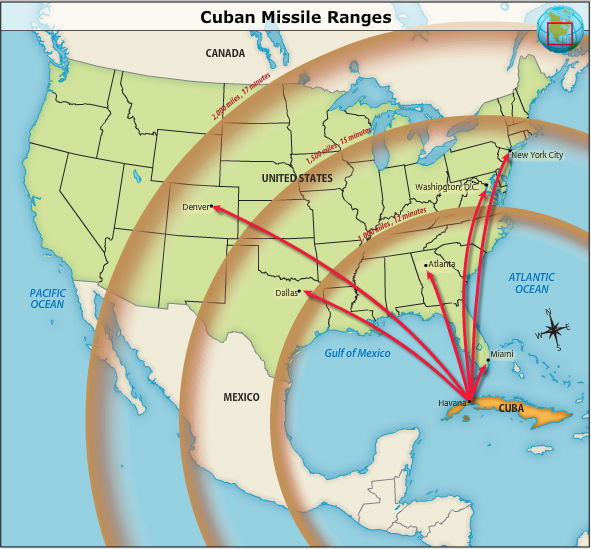 Cuban Missile Ranges
CANADA
2,000 miles, 17 minutes
1,500 miles, 15 minutes
New York City
UNITED STATES
Washington, D.C.
Denver
1,000 miles, 12 minutes
Atlanta
ATLANTIC
OCEAN
PACIFIC
OCEAN
Dallas
N
W
E
S
Gulf of Mexico
Miami
MEXICO
Havana
CUBA